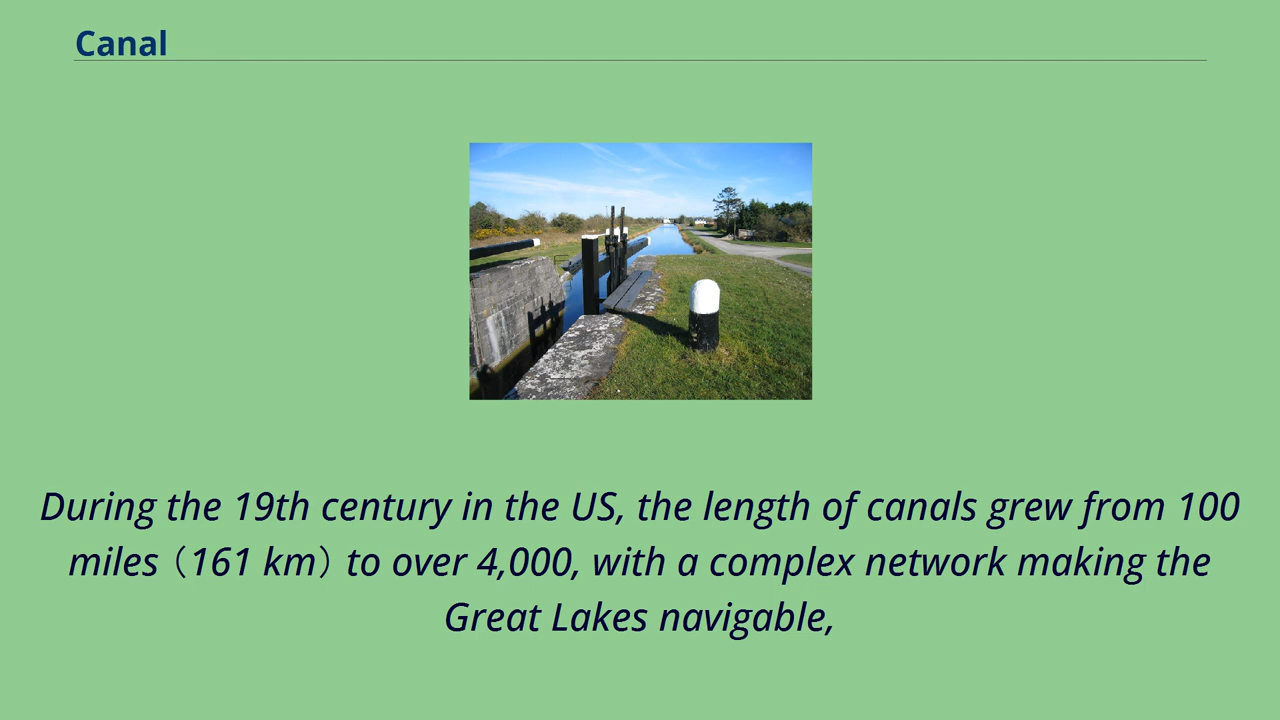 Canal
During the 19th century in the US, the length of canals grew from 100
miles（161 km）to over 4,000, with a complex network making the
Great Lakes navigable,